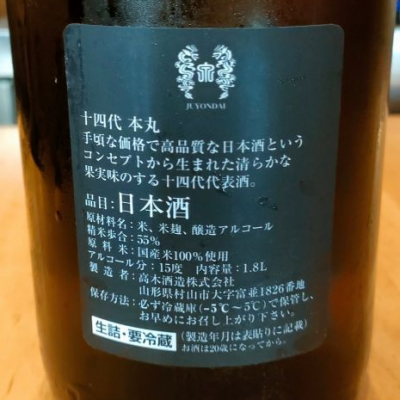 JUYONDAI
十四代 本丸
手頃な価格で高品質な日本酒という
コンセプトから生まれた清らかな
果実味のする十四代代表酒。
品目:日本酒
原材料名:米、米麹、醸造アルコール
精米歩合:55%
原料米:国産米100%使用
アルコール分:15度 内容量:1.8L
製造者:高木酒造株式会社
山形県村山市大字富並1826番地
保存方法:必ず冷蔵庫(-5℃~5℃)で保管し、
お早めにお召し上がり下さい。
生詰・要冷蔵
(製造年月は表貼りに記載)
お酒は20歳になってから。